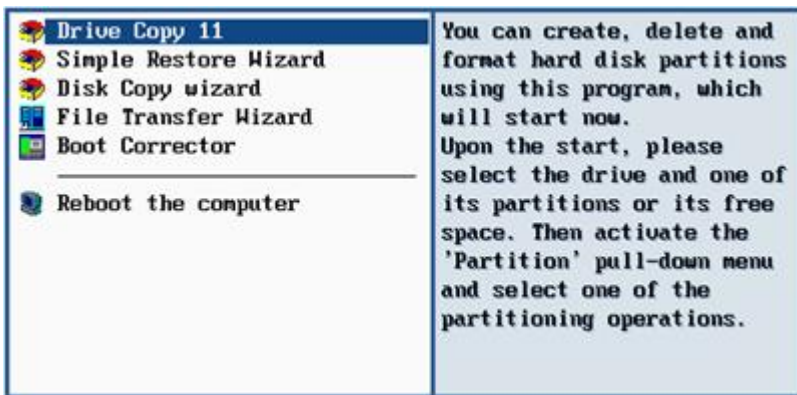 Drive Copy 11
Simple Restore Wizard
Disk Copy wizard
File Transfer Wizard
Boot Corrector
Reboot the computer
You can create, delete and
format hard disk partitions
using this program, which
will start now.
Upon the start, please
select the drive and one of
its partitions or its free
space. Then activate the
'Partition' pull-down menu
and select one of the
partitioning operations.